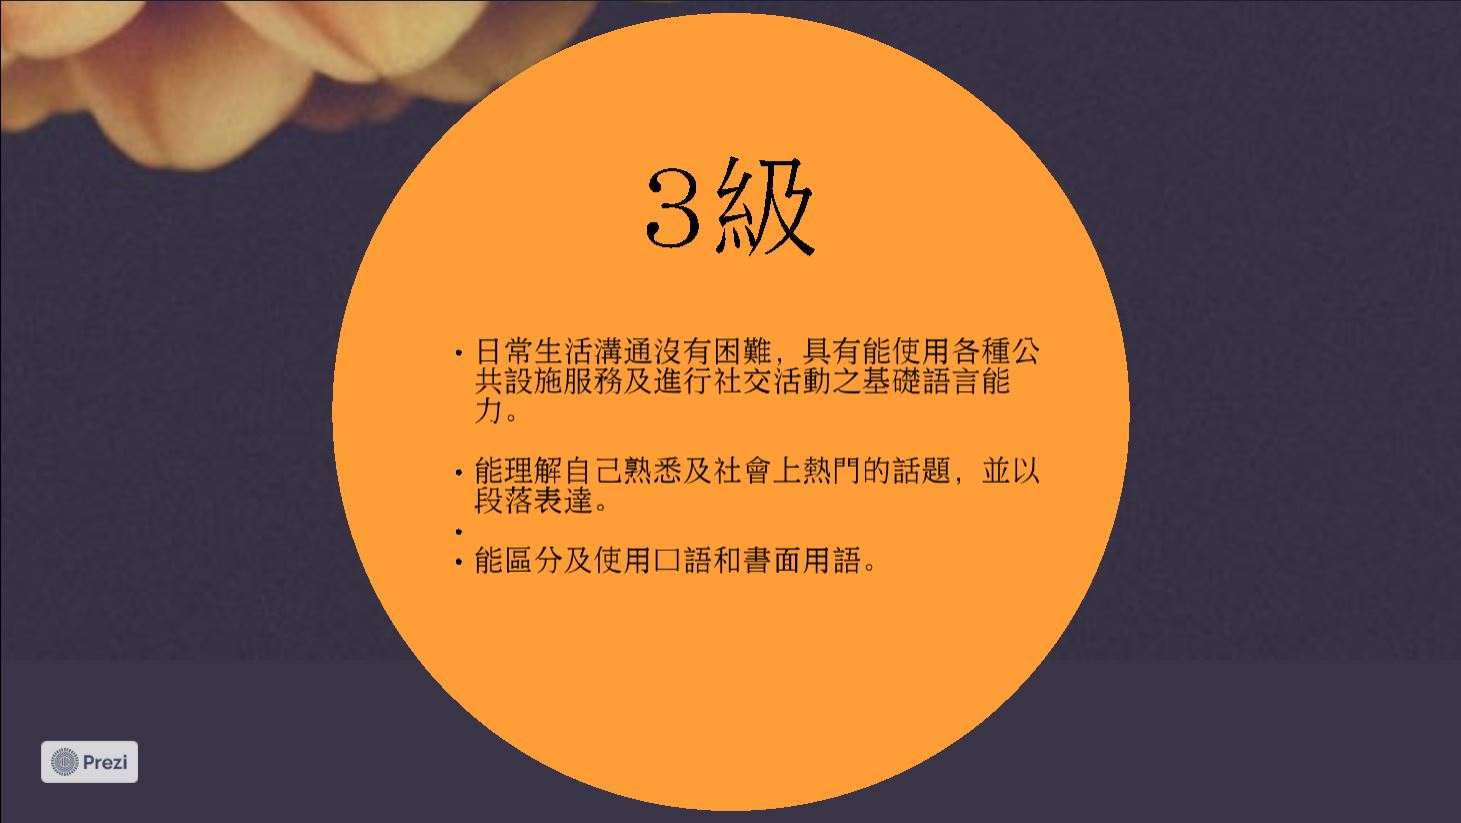 3級
• 日常生活溝通沒有困難，具有能使用各種公
共設施服務及進行社交活動之基礎語言能
力。
• 能理解自己熟悉及社會上熱門的話題，並以
段落表達。
•
• 能區分及使用口語和書面用語。
Prezi